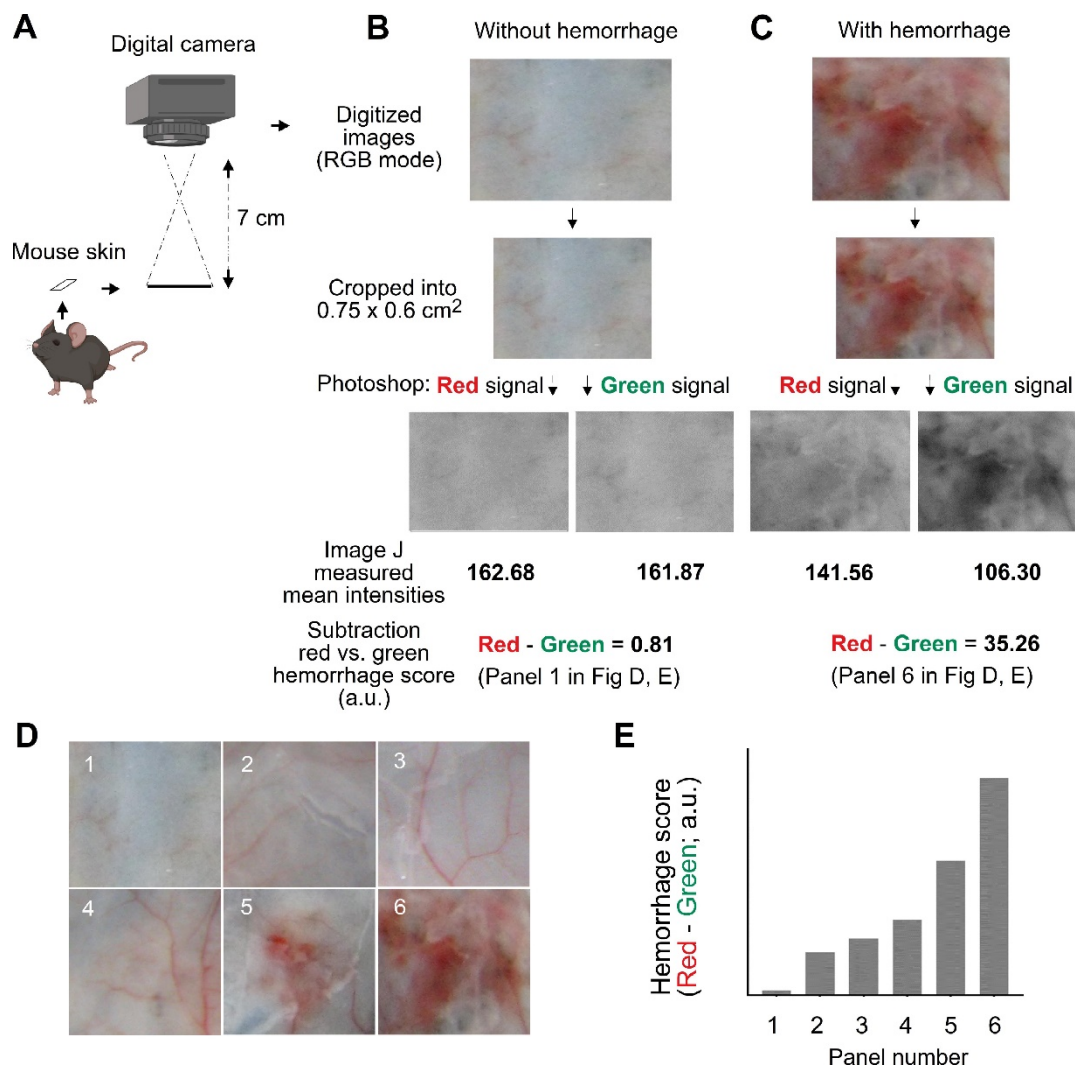 A
Digital camera
7 cm
Mouse skin
B
Without hemorrhage
C
With hemorrhage
Digitized
images
(RGB mode)
Cropped into
0.75 x 0.6 cm²
Photoshop: Red signal Green signal
Red signal Green signal
Image J
measured
mean intensities
162.68 161.87
141.56 106.30
Subtraction
red vs. green
hemorrhage score
(a.u.)
Red - Green = 0.81
(Panel 1 in Fig D, E)
Red - Green = 35.26
(Panel 6 in Fig D, E)
D
1 2 3
4 5 6
E
Hemorrhage score
(Red - Green; a.u.)
1 2 3 4 5 6
Panel number